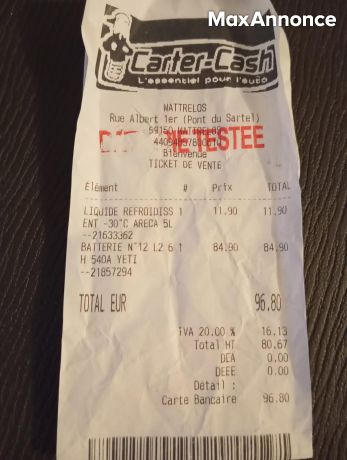 MaxAnnonce
Carter-Cash
L'essentiel pour l'auto
WATTRELOS
Rue Albert 1er (Pont du Sartel)
59150 WATTRELOS
TESTEE
Bienvenue
TICKET DE VENTE
Elément # Prix TOTAL
LIQUIDE REFROIDISS 1 11.90 11.90
ENT -30°C ARECA 5L
--21633362
BATTERIE N°12 L2 6 1 84.90 84.90
H 540A YETI
--21857294
TOTAL EUR 96.80
TVA 20.00 % 16.13
Total HT 80.67
DEA 0.00
DEEE 0.00
Détail :
Carte Bancaire 96.80